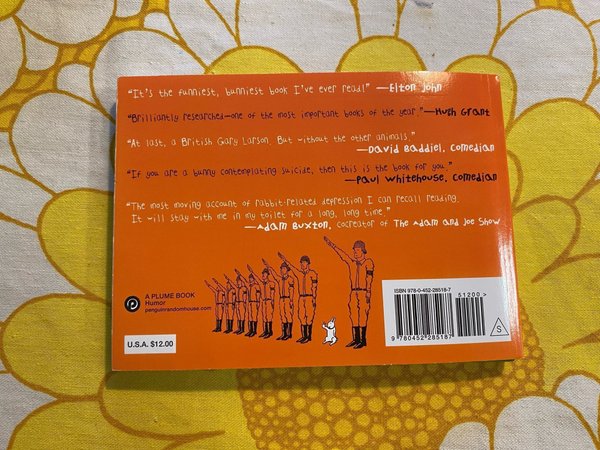 "It's the funniest, bunniest book I've ever read!" —Elton John
"Brilliantly researched—one of the most important books of the year." —Hugh Grant
"At last, a British Gary Larson. But without the other animals."
—David Baddiel, Comedian
"If you are a bunny contemplating suicide, then this is the book for you."
—Paul Whitehouse, Comedian
"The most moving account of rabbit-related depression I can recall reading.
It will stay with me in my toilet for a long, long time."
—Adam Buxton, cocreator of The Adam and Joe Show
A PLUME BOOK
Humor
penguinrandomhouse.com
U.S.A. $12.00
ISBN 978-0-452-28518-7
51200>
9 780452 285187
S